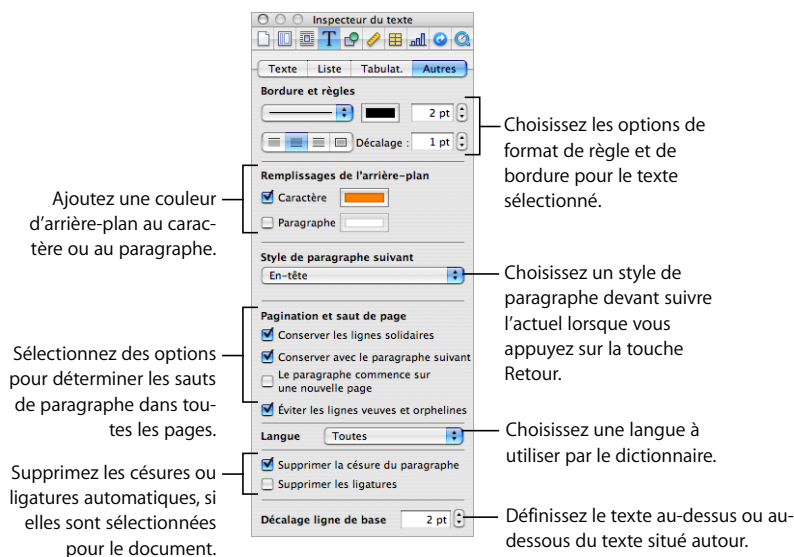 Inspecteur du texte
T
Texte Liste Tabulat. Autres
Bordure et règles
2 pt
Décalage : 1 pt
Choisissez les options de
format de règle et de
bordure pour le texte
sélectionné.
Remplissages de l'arrière-plan
Caractère
Paragraphe
Ajoutez une couleur
d'arrière-plan au carac-
tère ou au paragraphe.
Style de paragraphe suivant
En-tête
Choisissez un style de
paragraphe devant suivre
l'actuel lorsque vous
appuyez sur la touche
Retour.
Pagination et saut de page
Conserver les lignes solidaires
Conserver avec le paragraphe suivant
Le paragraphe commence sur
une nouvelle page
Éviter les lignes veuves et orphelines
Sélectionnez des options
pour déterminer les sauts
de paragraphe dans tou-
tes les pages.
Langue Toutes
Choisissez une langue à
utiliser par le dictionnaire.
Supprimer la césure du paragraphe
Supprimer les ligatures
Supprimez les césures ou
ligatures automatiques, si
elles sont sélectionnées
pour le document.
Décalage ligne de base 2 pt
Définissez le texte au-dessus ou au-
dessous du texte situé autour.